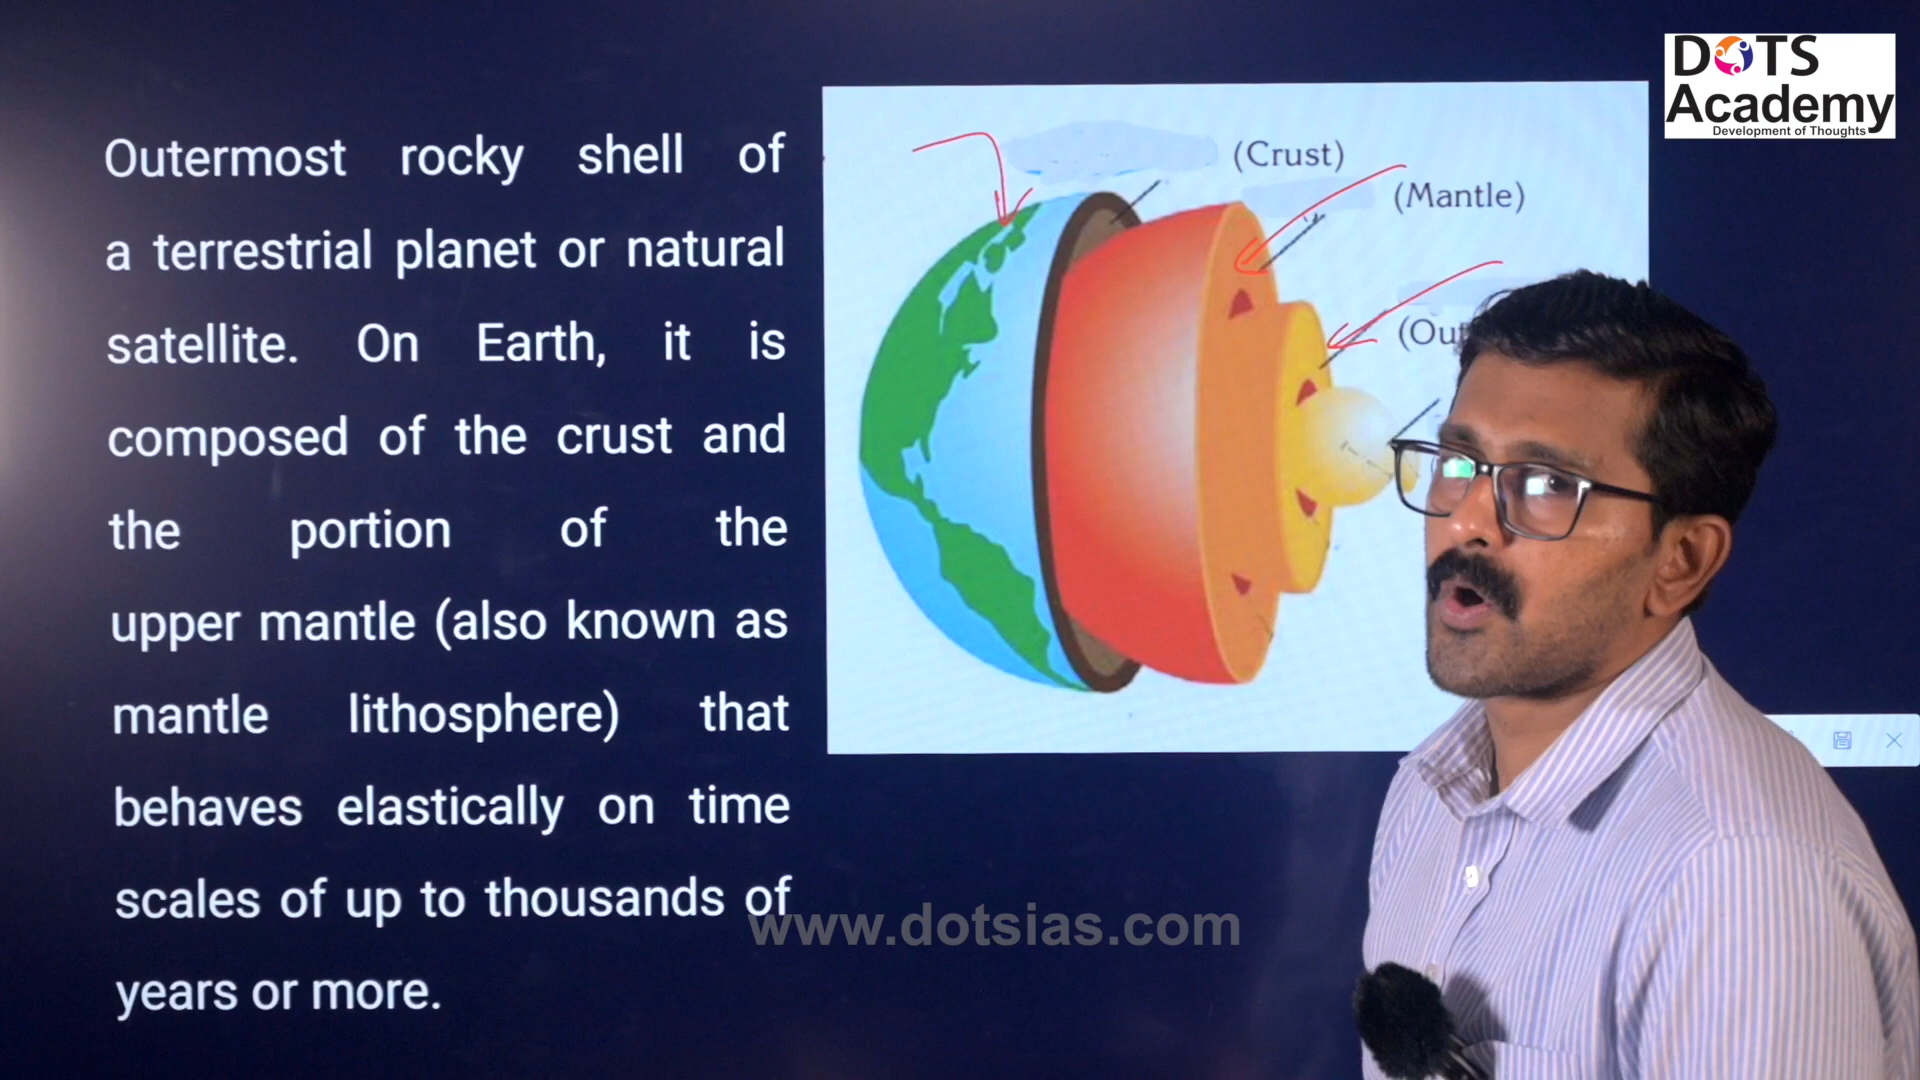 DOTS
Academy
Development of Thoughts
Outermost rocky shell of
a terrestrial planet or natural
satellite. On Earth, it is
composed of the crust and
the portion of the
upper mantle (also known as
mantle lithosphere) that
behaves elastically on time
scales of up to thousands of
years or more.
(Crust)
(Mantle)
(Out
www.dotsias.com